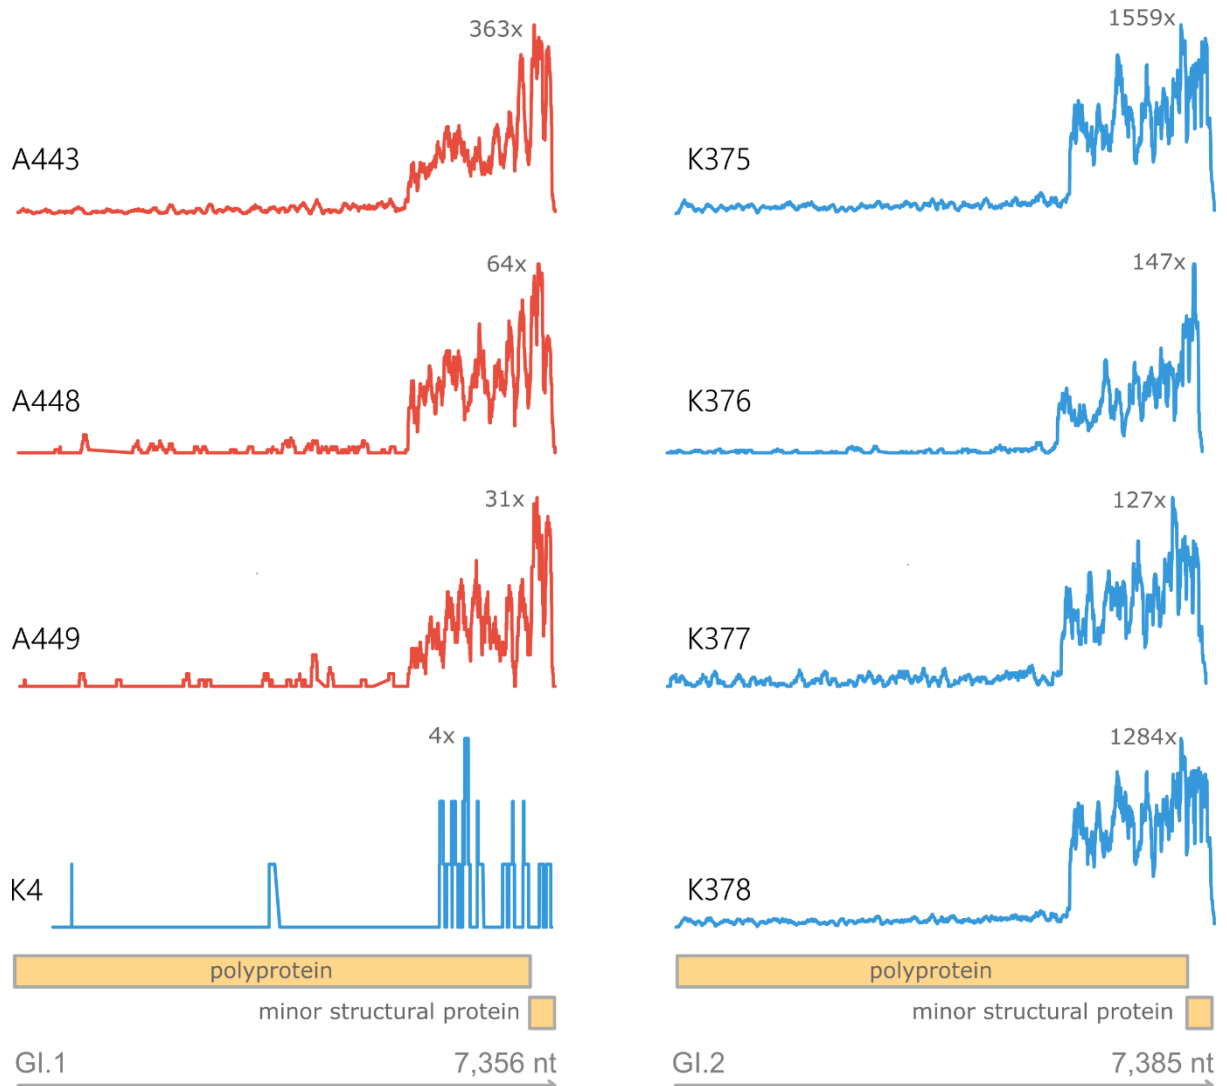 363x
A443
64x
A448
31x
A449
4x
K4
polyprotein
minor structural protein
GI.1 7,356 nt
1559x
K375
147x
K376
127x
K377
1284x
K378
polyprotein
minor structural protein
GI.2 7,385 nt